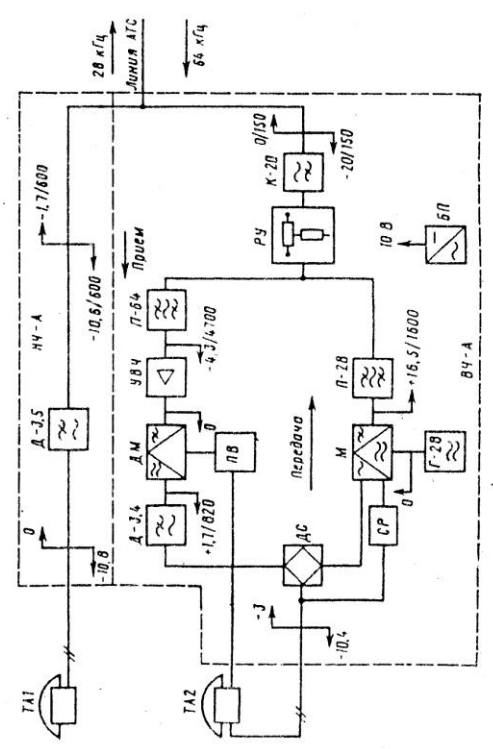 ТА1
0
-10,8
Д-3,5
НЧ-А
-1,7/600
-10,6/600
28 кГц
Линия АТС
64 кГц
ТА2
-3
-10,4
ДС
Д-3,4
+1,7/820
ДМ
0
ПВ
УВЧ
-4,3/4700
П-64
Прием
РУ
К-20
0/150
-20/150
Передача
СР
0
М
Г-28
П-28
+16,5/1600
10 В
БП
ВЧ-А